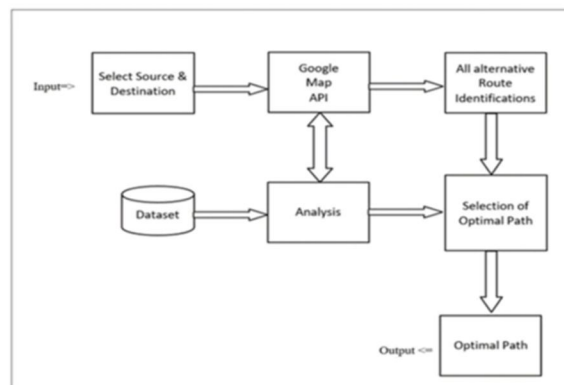 Input=>
Select Source &
Destination
Google
Map
API
All alternative
Route
Identifications
Dataset
Analysis
Selection of
Optimal Path
Output <=
Optimal Path